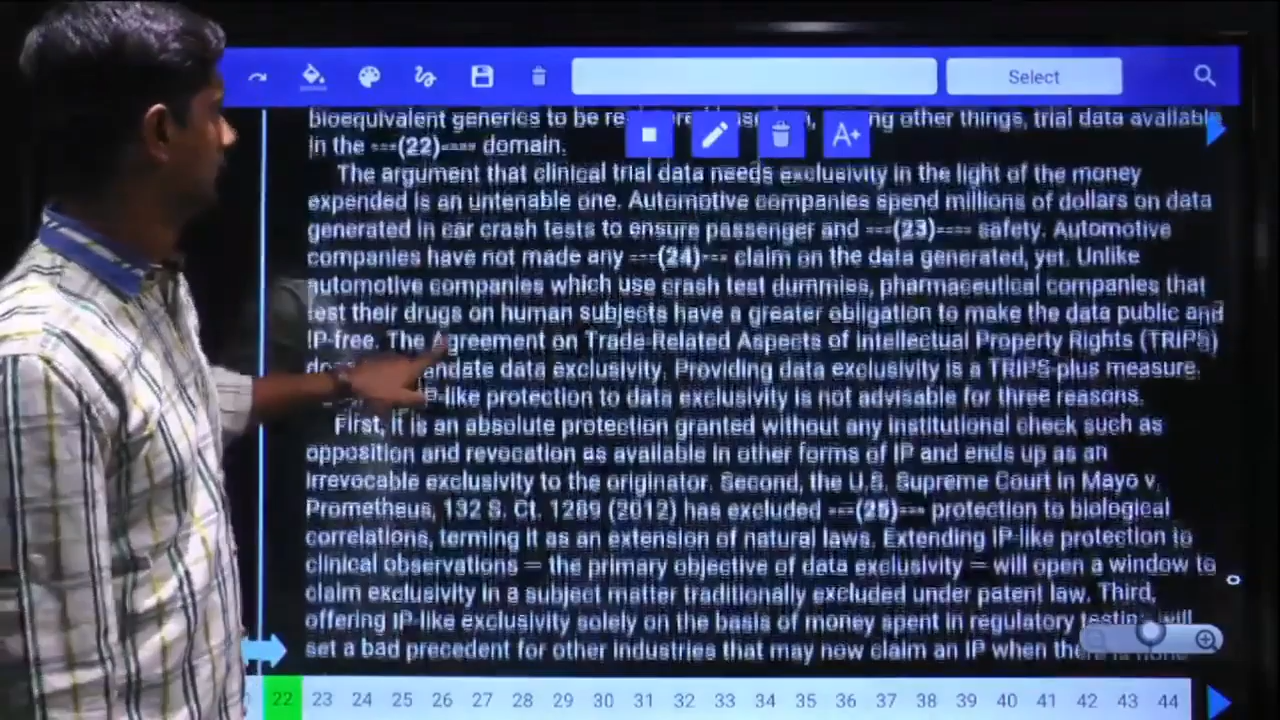 Select
bioequivalent generics to be other things, trial data available
in the ---(22)---- domain.
The argument that clinical trial data needs exclusivity in the light of the money
expended is an untenable one. Automotive companies spend millions of dollars on data
generated in car crash tests to ensure passenger and ---(23)---- safety. Automotive
companies have not made any ---(24)--- claim on the data generated, yet. Unlike
automotive companies which use crash test dummies, pharmaceutical companies that
test their drugs on human subjects have a greater obligation to make the data public and
IP-free. The Agreement on Trade-Related Aspects of Intellectual Property Rights (TRIPS)
data exclusivity. Providing data exclusivity is a TRIPS-plus measure.
IP-like protection to data exclusivity is not advisable for three reasons.
First, it is an absolute protection granted without any institutional check such as
opposition and revocation as available in other forms of IP and ends up as an
irrevocable exclusivity to the originator. Second, the U.S. Supreme Court in Mayo v.
Prometheus, 132 S. Ct. 1289 (2012) has excluded ---(25)--- protection to biological
correlations, terming it as an extension of natural laws. Extending IP-like protection to
clinical observations — the primary objective of data exclusivity — will open a window to
claim exclusivity in a subject matter traditionally excluded under patent law. Third,
offering IP-like exclusivity solely on the basis of money spent in regulatory testing will
set a bad precedent for other industries that may now claim an IP when there is none
22 23 24 25 26 27 28 29 30 31 32 33 34 35 36 37 38 39 40 41 42 43 44